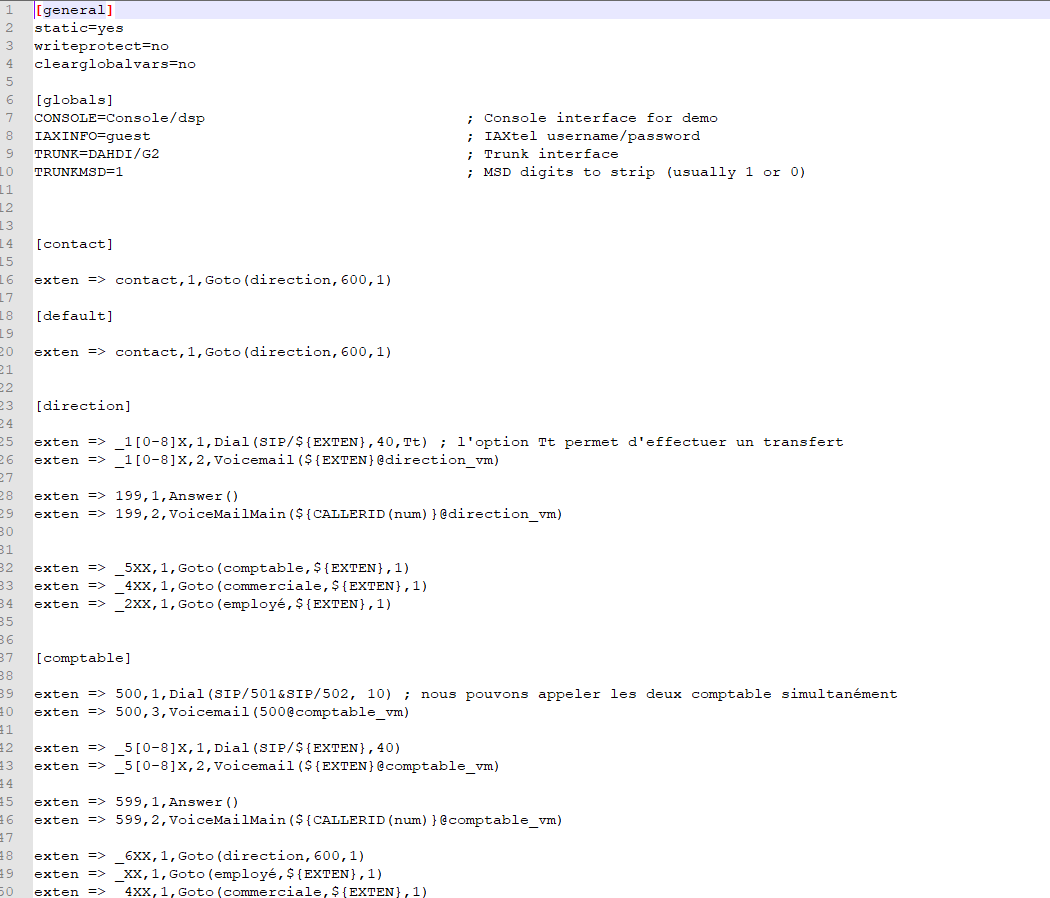 1 [general]
2 static=yes
3 writeprotect=no
4 clearglobalvars=no
5
6 [globals]
7 CONSOLE=Console/dsp ; Console interface for demo
8 IAXINFO=guest ; IAXtel username/password
9 TRUNK=DAHDI/G2 ; Trunk interface
10 TRUNKMSD=1 ; MSD digits to strip (usually 1 or 0)
11
12
13
14 [contact]
15
16 exten => contact,1,Goto(direction,600,1)
17
18 [default]
19
20 exten => contact,1,Goto(direction,600,1)
21
22
23 [direction]
24
25 exten => _1[0-8]X,1,Dial(SIP/${EXTEN},40,Tt) ; l'option Tt permet d'effectuer un transfert
26 exten => _1[0-8]X,2,Voicemail(${EXTEN}@direction_vm)
27
28 exten => 199,1,Answer()
29 exten => 199,2,VoiceMailMain(${CALLERID(num)}@direction_vm)
30
31
32 exten => _5XX,1,Goto(comptable,${EXTEN},1)
33 exten => _4XX,1,Goto(commerciale,${EXTEN},1)
34 exten => _2XX,1,Goto(employé,${EXTEN},1)
35
36
37 [comptable]
38
39 exten => 500,1,Dial(SIP/501&SIP/502, 10) ; nous pouvons appeler les deux comptable simultanément
40 exten => 500,3,Voicemail(500@comptable_vm)
41
42 exten => _5[0-8]X,1,Dial(SIP/${EXTEN},40)
43 exten => _5[0-8]X,2,Voicemail(${EXTEN}@comptable_vm)
44
45 exten => 599,1,Answer()
46 exten => 599,2,VoiceMailMain(${CALLERID(num)}@comptable_vm)
47
48 exten => _6XX,1,Goto(direction,600,1)
49 exten => _XX,1,Goto(employé,${EXTEN},1)
50 exten => 4XX,1,Goto(commerciale,${EXTEN},1)